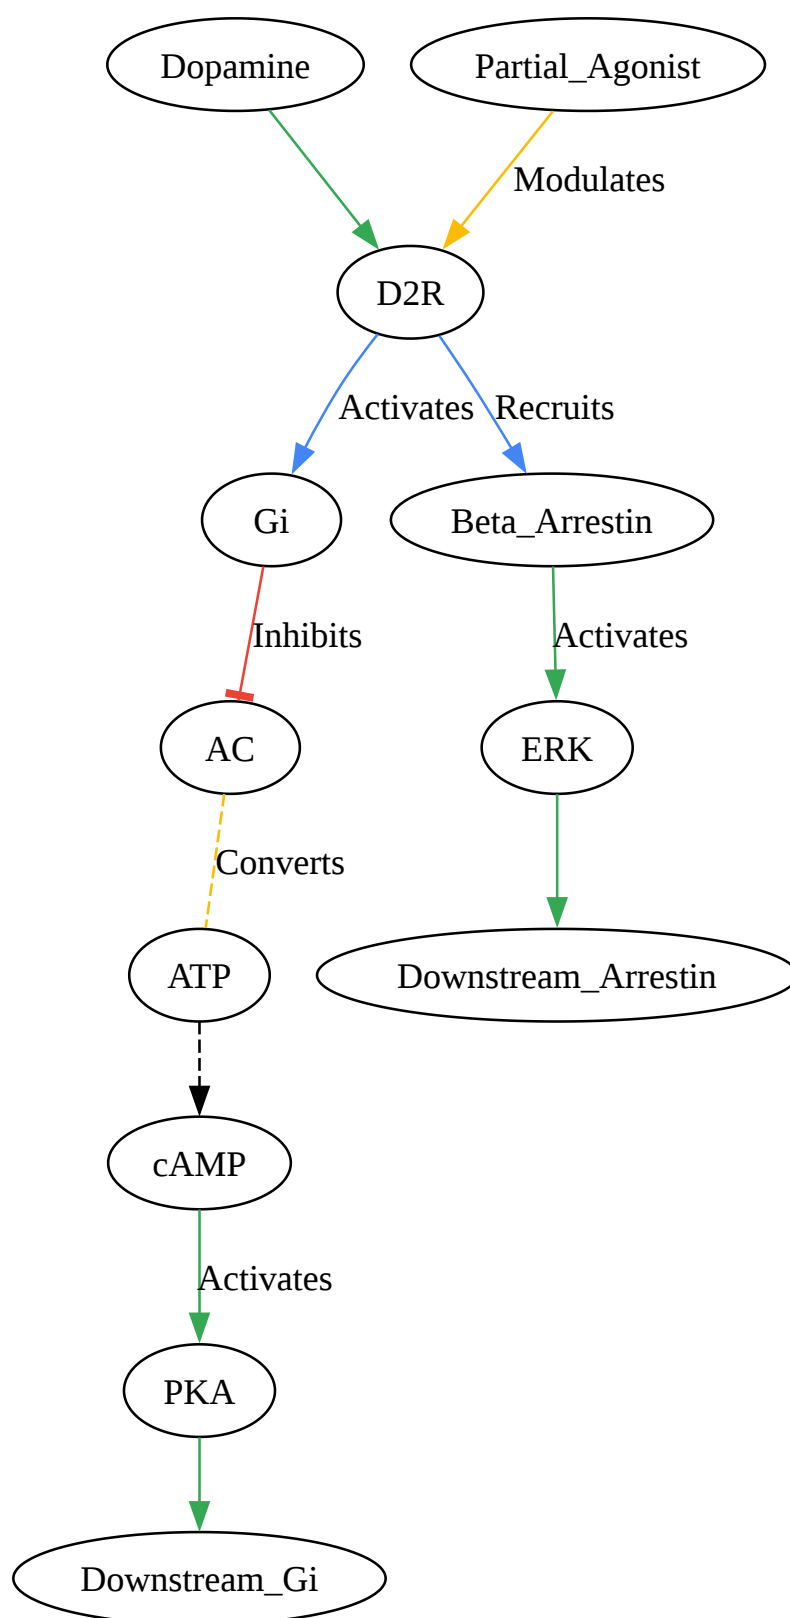 Dopamine
Partial_Agonist
Modulates
D2R
Activates
Recruits
Gi
Beta_Arrestin
Inhibits
Activates
AC
ERK
Converts
ATP
Downstream_Arrestin
cAMP
Activates
PKA
Downstream_Gi